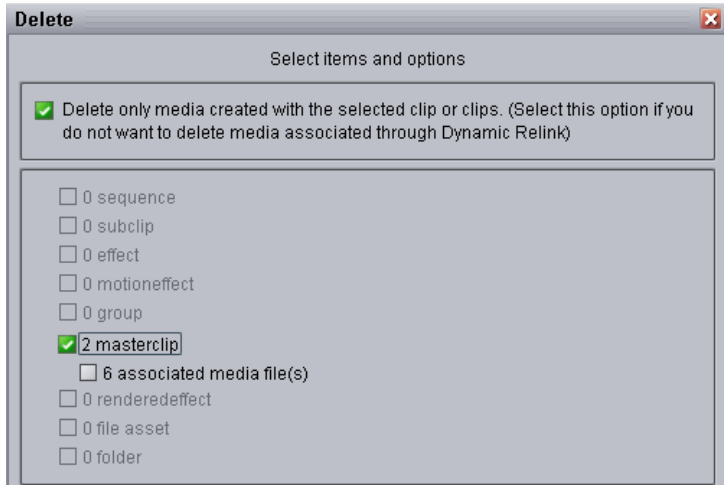 Delete
Select items and options
Delete only media created with the selected clip or clips. (Select this option if you
do not want to delete media associated through Dynamic Relink)
0 sequence
0 subclip
0 effect
0 motioneffect
0 group
2 masterclip
6 associated media file(s)
0 renderedeffect
0 file asset
0 folder